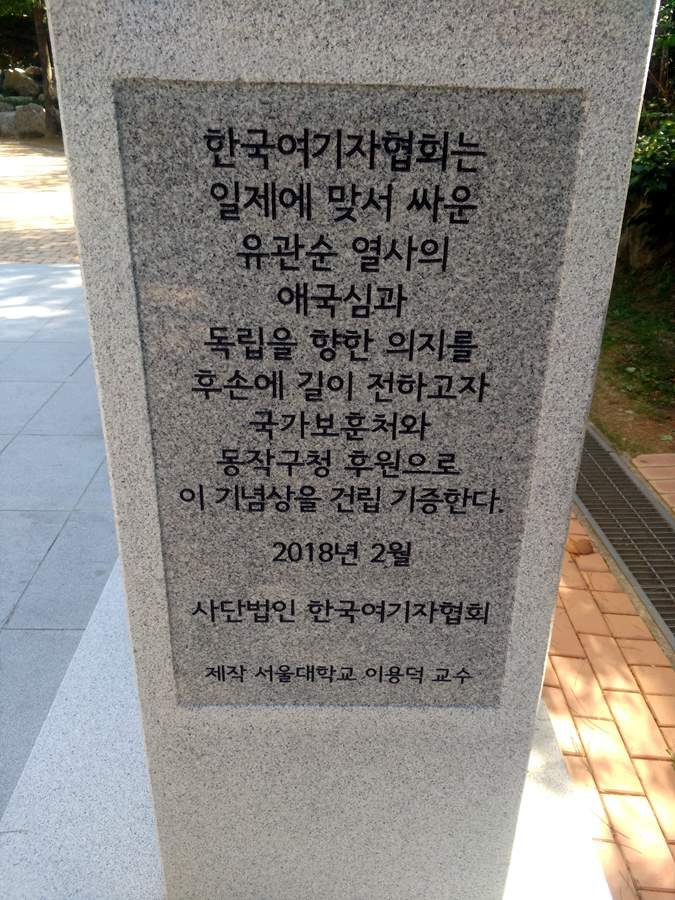 한국여기자협회는
일제에 맞서 싸운
유관순 열사의
애국심과
독립을 향한 의지를
후손에 길이 전하고자
국가보훈처와
동작구청 후원으로
이 기념상을 건립 기증한다.
2018년 2월
사단법인 한국여기자협회
제작 서울대학교 이용덕 교수